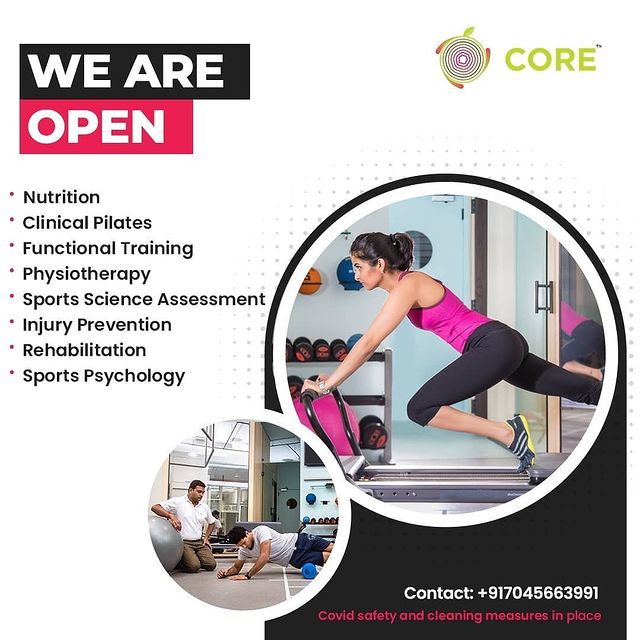 WE ARE
OPEN
CORE™
• Nutrition
• Clinical Pilates
• Functional Training
• Physiotherapy
• Sports Science Assessment
• Injury Prevention
• Rehabilitation
• Sports Psychology
Contact: +917045663991
Covid safety and cleaning measures in place